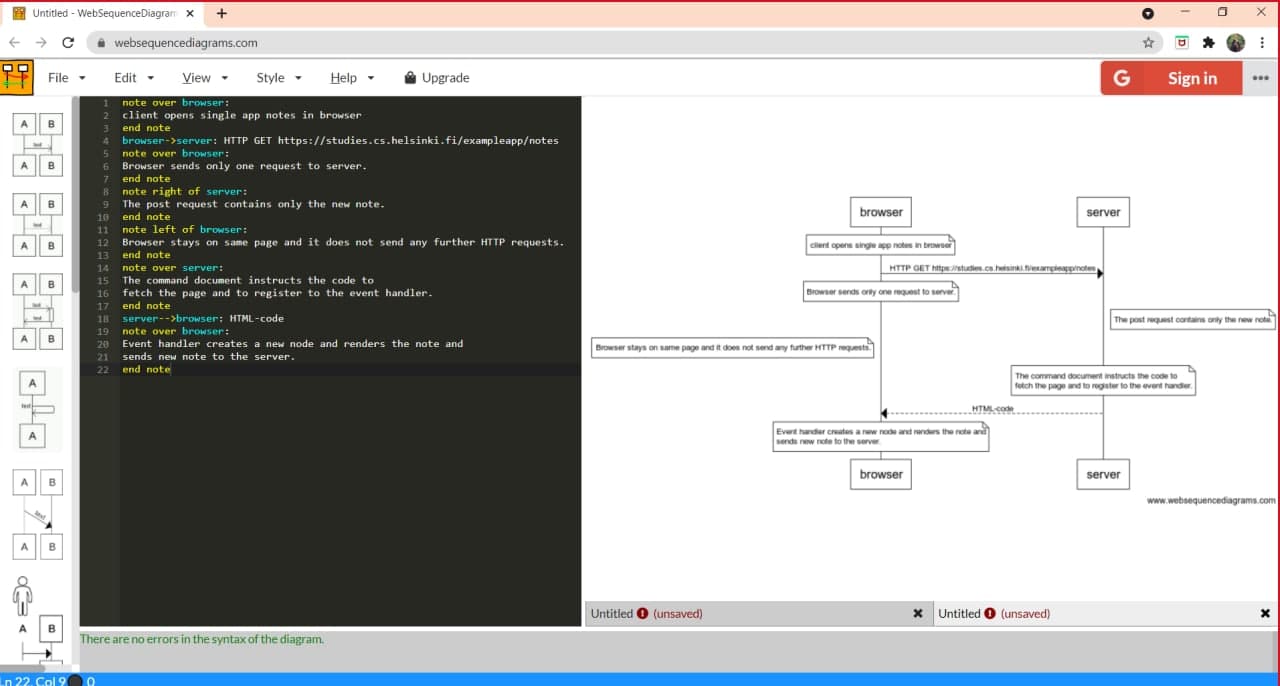 Untitled - WebSequenceDiagram
websequencediagrams.com
File Edit View Style Help Upgrade
G Sign in
1 note over browser:
2 client opens single app notes in browser
3 end note
4 browser->server: HTTP GET https://studies.cs.helsinki.fi/exampleapp/notes
5 note over browser:
6 Browser sends only one request to server.
7 end note
8 note right of server:
9 The post request contains only the new note.
10 end note
11 note left of browser:
12 Browser stays on same page and it does not send any further HTTP requests.
13 end note
14 note over server:
15 The command document instructs the code to
16 fetch the page and to register to the event handler.
17 end note
18 server-->browser: HTML-code
19 note over browser:
20 Event handler creates a new node and renders the note and
21 sends new note to the server.
22 end note
A B
text
A B
A B
text
A B
A B
text
text
A B
A
text
A
A B
text
A B
A B
browser server
client opens single app notes in browser
HTTP GET https://studies.cs.helsinki.fi/exampleapp/notes
Browser sends only one request to server.
The post request contains only the new note.
Browser stays on same page and it does not send any further HTTP requests.
The command document instructs the code to
fetch the page and to register to the event handler.
HTML-code
Event handler creates a new node and renders the note and
sends new note to the server.
browser server
www.websequencediagrams.com
Untitled ! (unsaved) Untitled ! (unsaved)
There are no errors in the syntax of the diagram.
Ln 22, Col 9 0